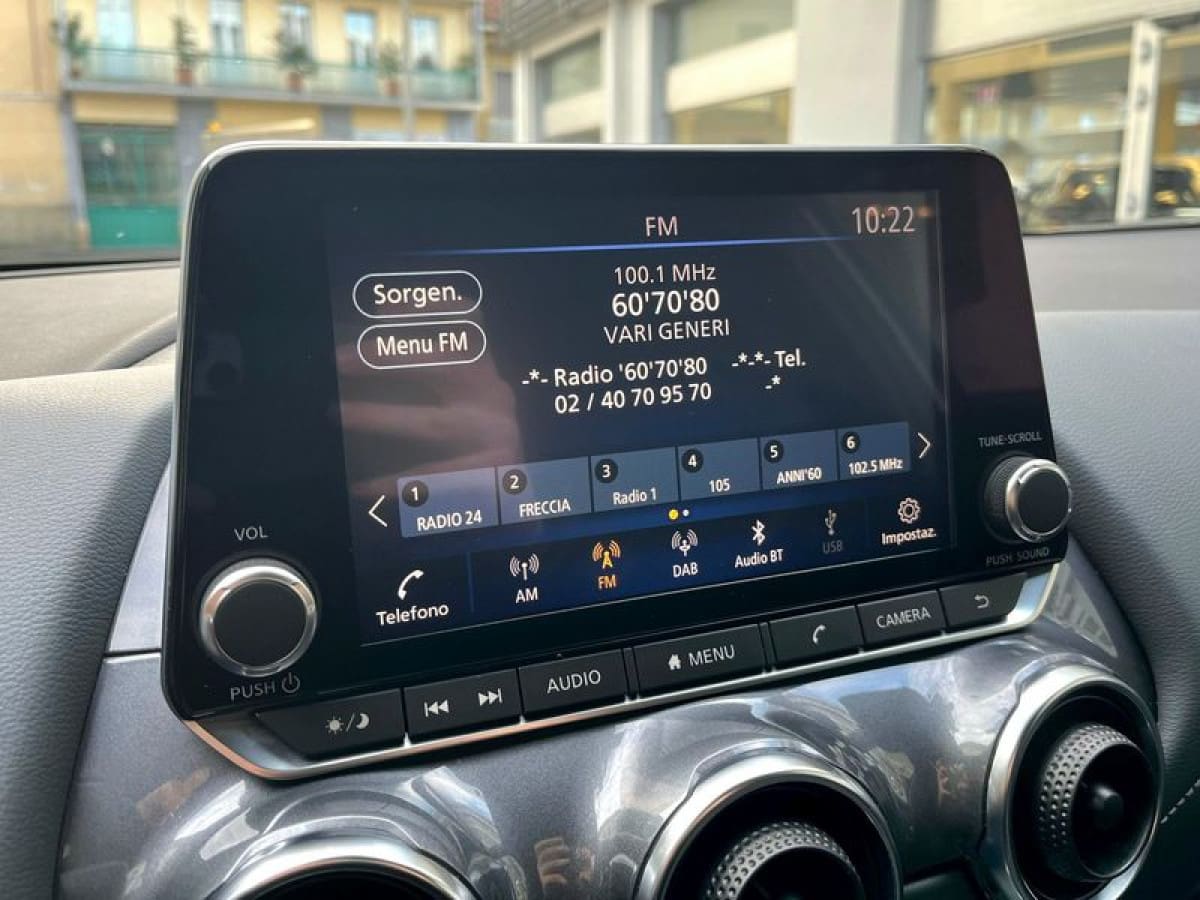 FM
10:22
Sorgen.
Menu FM
100.1 MHz
60'70'80
VARI GENERI
-*- Radio '60'70'80 -*-*- Tel.
02 / 40 70 95 70 -*
1 RADIO 24
2 FRECCIA
3 Radio 1
4 105
5 ANNI'60
6 102.5 MHz
Telefono
AM
FM
DAB
Audio BT
USB
Impostaz.
VOL
PUSH
TUNE·SCROLL
PUSH SOUND
AUDIO
MENU
CAMERA